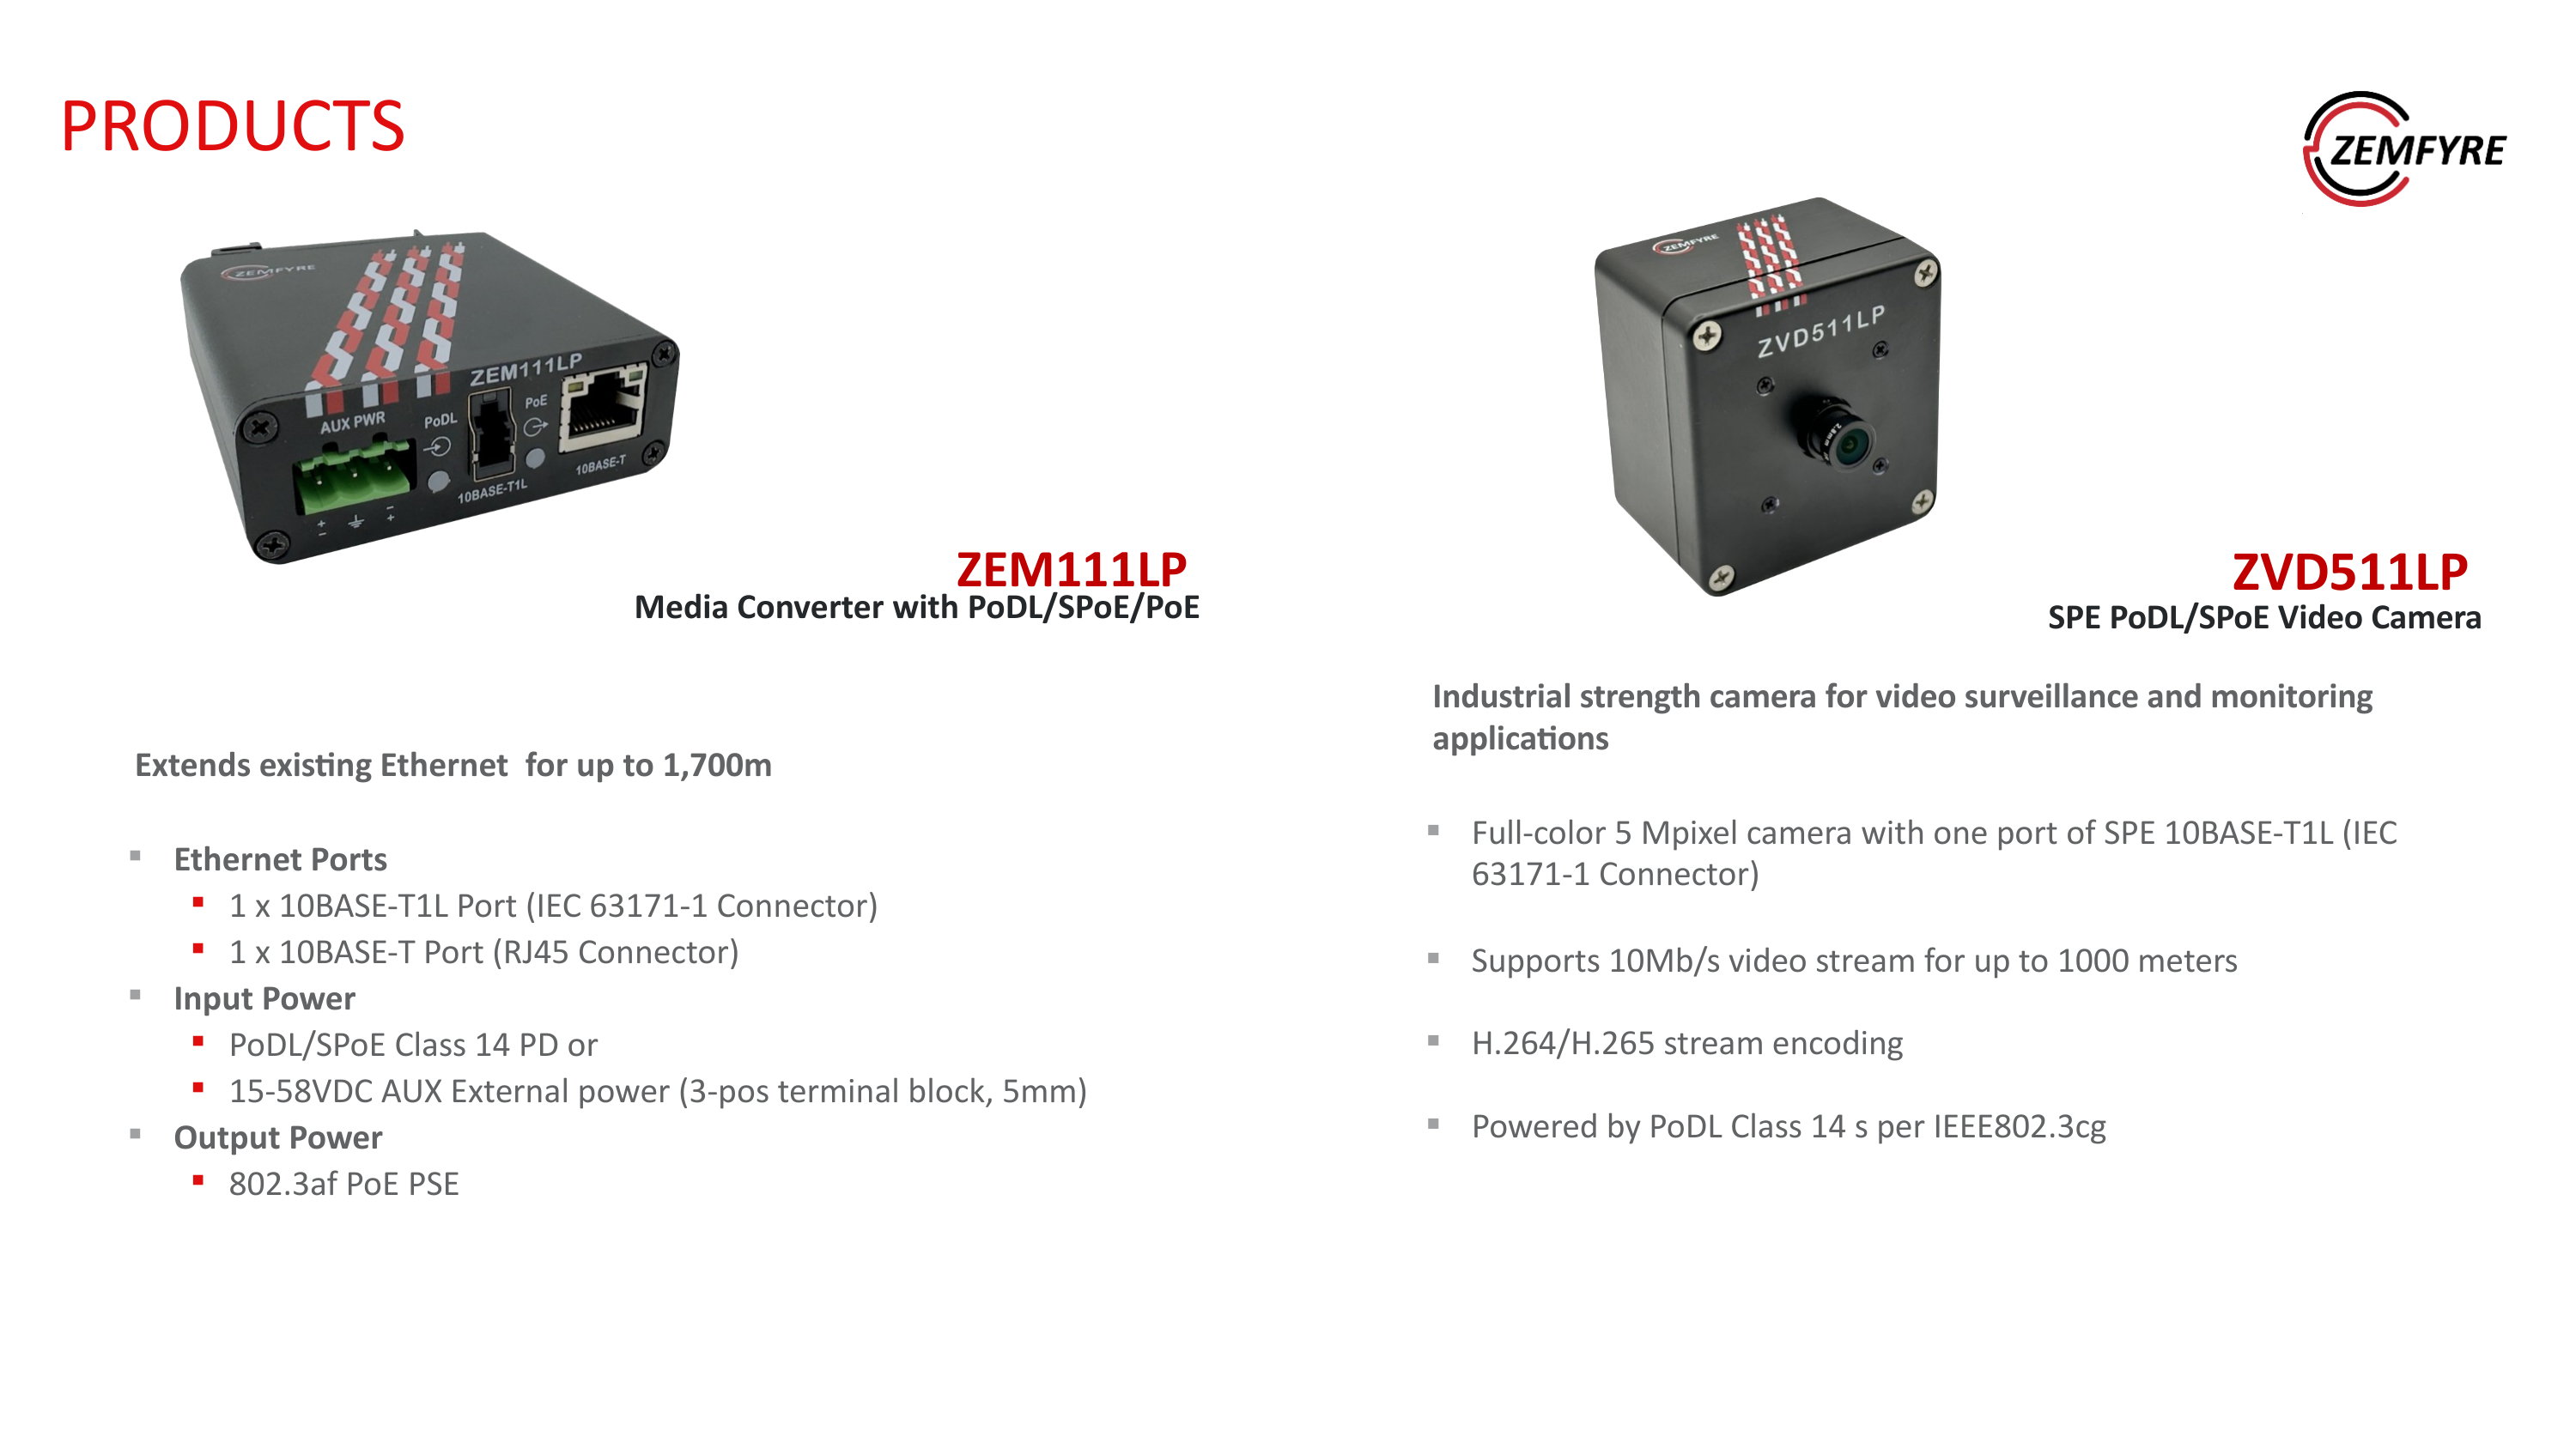 PRODUCTS
ZEMFYRE
ZEMFYRE
ZEM111LP
AUX PWR
PoDL
PoE
10BASE-T1L
10BASE-T
+ −
− +
ZEM111LP
Media Converter with PoDL/SPoE/PoE
Extends existing Ethernet  for up to 1,700m
▪ Ethernet Ports
▪ 1 x 10BASE-T1L Port (IEC 63171-1 Connector)
▪ 1 x 10BASE-T Port (RJ45 Connector)
▪ Input Power
▪ PoDL/SPoE Class 14 PD or
▪ 15-58VDC AUX External power (3-pos terminal block, 5mm)
▪ Output Power
▪ 802.3af PoE PSE
ZEMFYRE
ZVD511LP
2.8mm
ZVD511LP
SPE PoDL/SPoE Video Camera
Industrial strength camera for video surveillance and monitoring
applications
▪ Full-color 5 Mpixel camera with one port of SPE 10BASE-T1L (IEC
63171-1 Connector)
▪ Supports 10Mb/s video stream for up to 1000 meters
▪ H.264/H.265 stream encoding
▪ Powered by PoDL Class 14 s per IEEE802.3cg